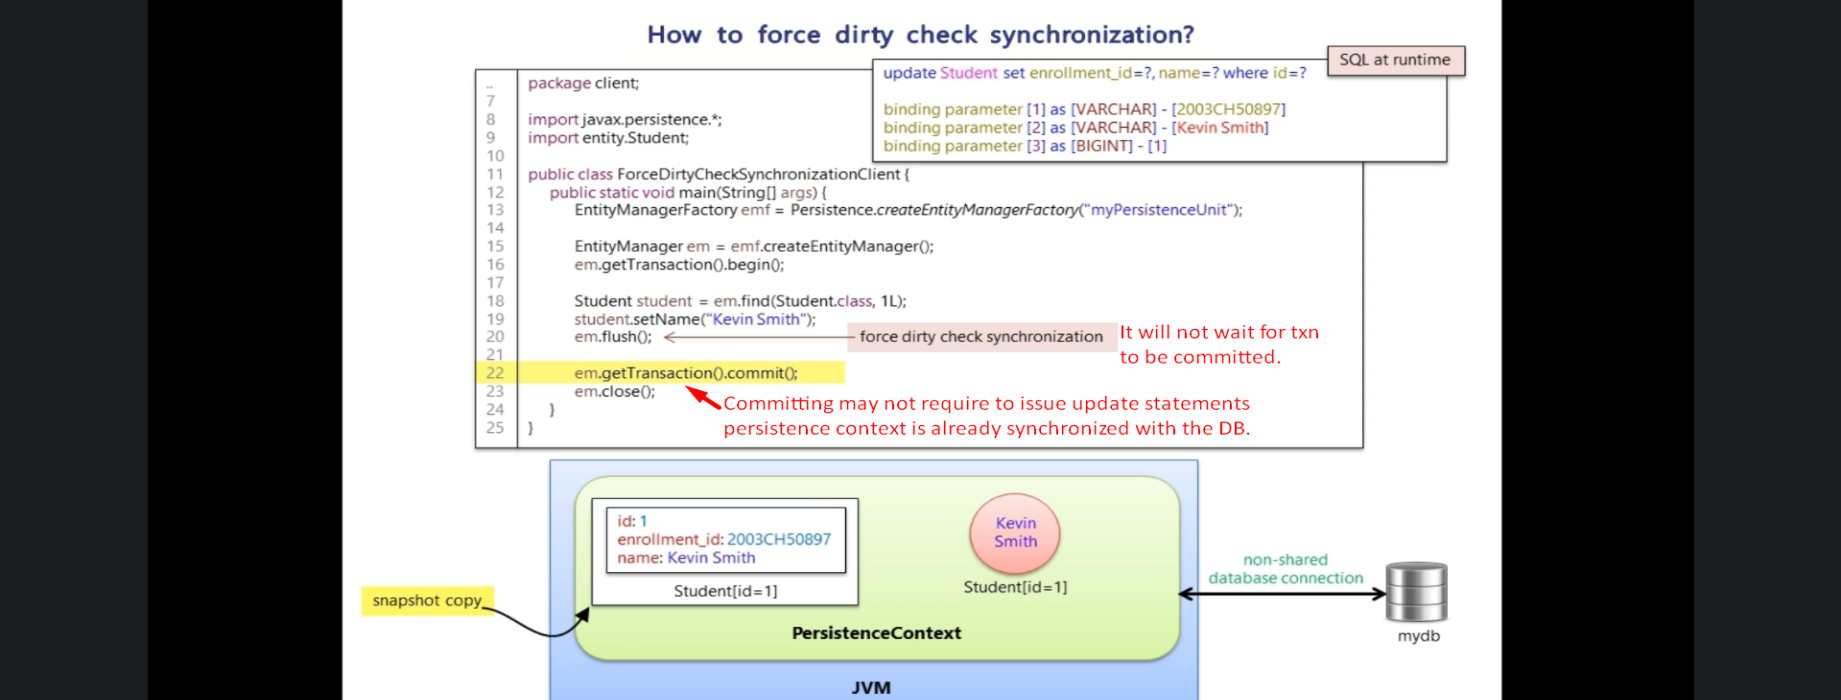 How to force dirty check synchronization?
SQL at runtime
update Student set enrollment_id=?, name=? where id=?
binding parameter [1] as [VARCHAR] - [2003CH50897]
binding parameter [2] as [VARCHAR] - [Kevin Smith]
binding parameter [3] as [BIGINT] - [1]
.. package client;
7
8 import javax.persistence.*;
9 import entity.Student;
10
11 public class ForceDirtyCheckSynchronizationClient {
12 public static void main(String[] args) {
13 EntityManagerFactory emf = Persistence.createEntityManagerFactory("myPersistenceUnit");
14
15 EntityManager em = emf.createEntityManager();
16 em.getTransaction().begin();
17
18 Student student = em.find(Student.class, 1L);
19 student.setName("Kevin Smith");
20 em.flush();
force dirty check synchronization
It will not wait for txn
to be committed.
21
22 em.getTransaction().commit();
23 em.close();
24 }
25 }
Committing may not require to issue update statements
persistence context is already synchronized with the DB.
id: 1
enrollment_id: 2003CH50897
name: Kevin Smith
Student[id=1]
Kevin
Smith
Student[id=1]
snapshot copy
PersistenceContext
JVM
non-shared
database connection
mydb